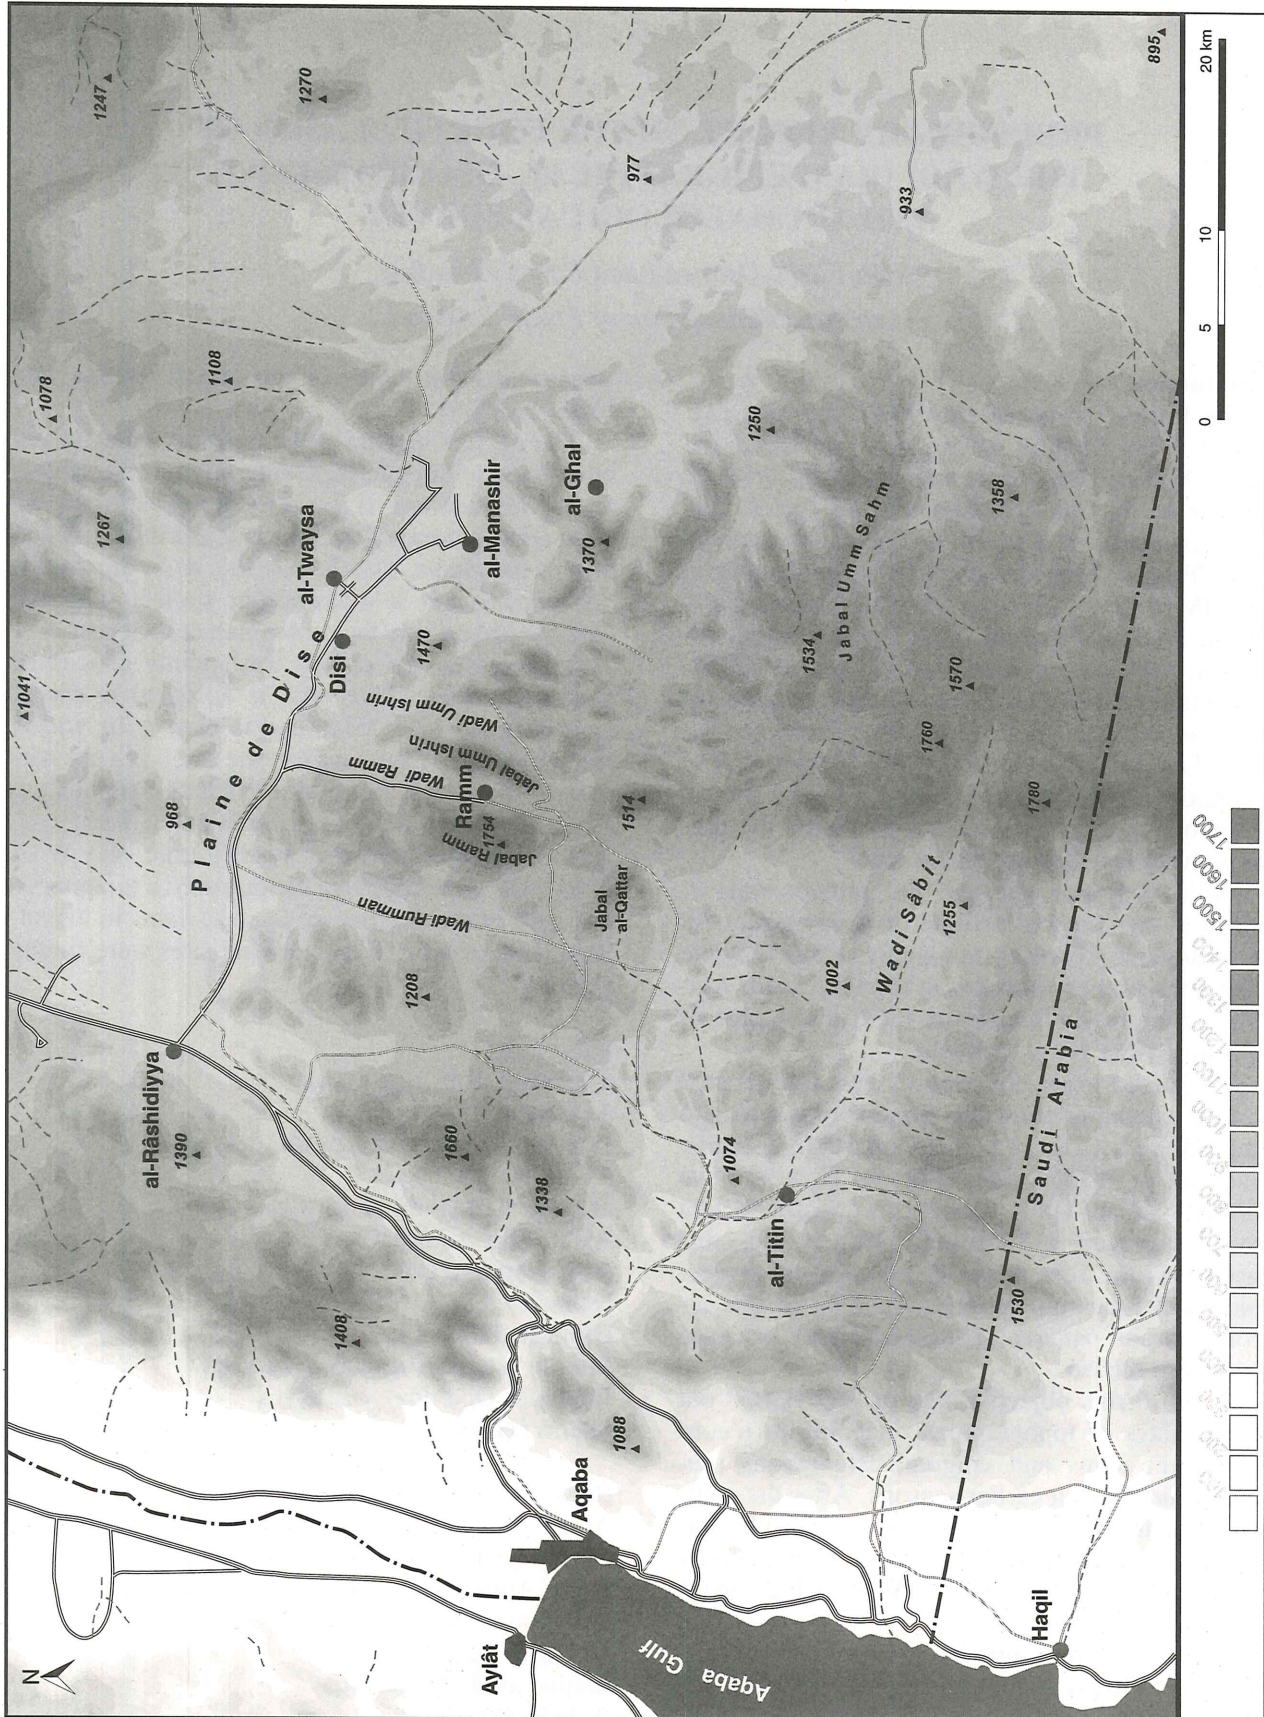 N
Aylât
Aqaba
Aqaba Gulf
Haqil
1088
1408
1390
al-Râshidiyya
1660
1338
1074
al-Titin
1530
Saudi Arabia
1208
1002
Wadi Sâbit
1255
Wadi Rumman
Jabal
al-Qattar
968
Plaine de Dise
Jabal Ramm
1754
Ramm
Wadi Ramm
Jabal Umm Ishrin
Wadi Umm Ishrin
1514
1780
1760
1570
1534
Jabal Umm Sahm
1041
Disi
1470
al-Twaysa
al-Manashir
1370
al-Ghal
1267
1078
1108
1250
1358
1247
1270
977
933
895
0
5
10
20 km
100
200
300
400
500
600
700
800
900
1000
1100
1200
1300
1400
1500
1600
1700